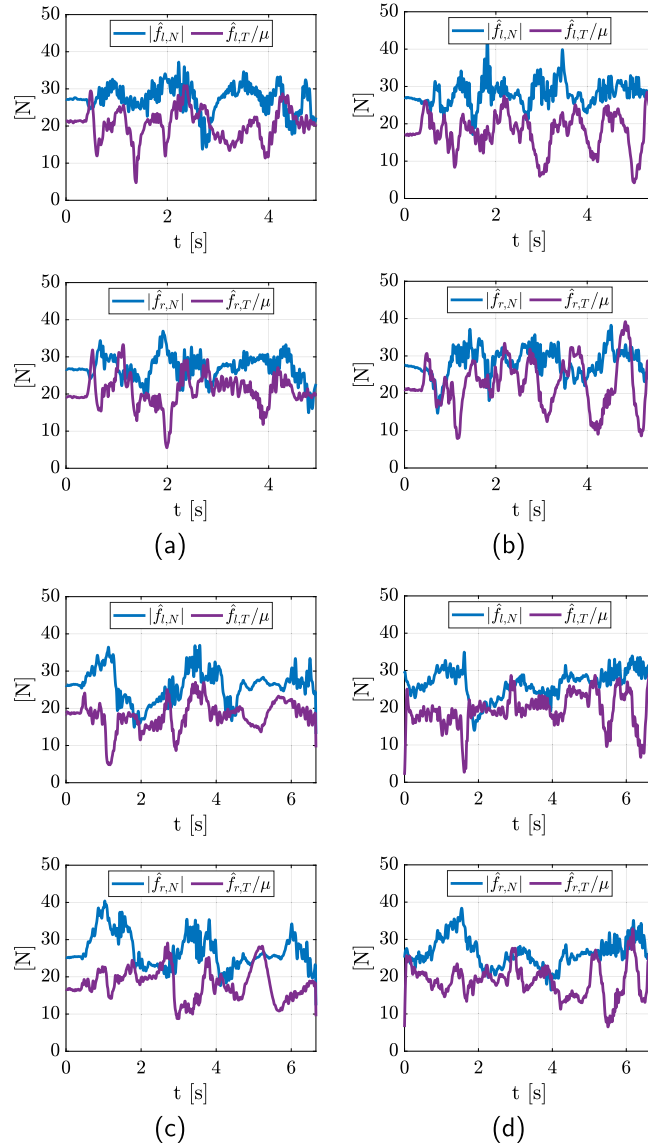 |f̂_{l,N}| f̂_{l,T}/μ |f̂_{l,N}| f̂_{l,T}/μ
50 50
40 40
30 30
[N] [N]
20 20
10 10
0 0
0 2 4 0 2 4
t [s] t [s]
|f̂_{r,N}| f̂_{r,T}/μ |f̂_{r,N}| f̂_{r,T}/μ
50 50
40 40
30 30
[N] [N]
20 20
10 10
0 0
0 2 4 0 2 4
t [s] t [s]
(a) (b)
|f̂_{l,N}| f̂_{l,T}/μ |f̂_{l,N}| f̂_{l,T}/μ
50 50
40 40
30 30
[N] [N]
20 20
10 10
0 0
0 2 4 6 0 2 4 6
t [s] t [s]
|f̂_{r,N}| f̂_{r,T}/μ |f̂_{r,N}| f̂_{r,T}/μ
50 50
40 40
30 30
[N] [N]
20 20
10 10
0 0
0 2 4 6 0 2 4 6
t [s] t [s]
(c) (d)